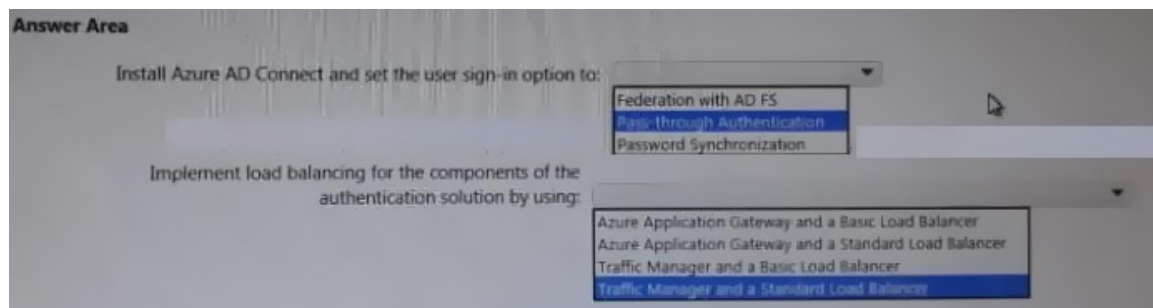 Answer Area
Install Azure AD Connect and set the user sign-in option to:
Federation with AD FS
Pass-through Authentication
Password Synchronization
Implement load balancing for the components of the
authentication solution by using:
Azure Application Gateway and a Basic Load Balancer
Azure Application Gateway and a Standard Load Balancer
Traffic Manager and a Basic Load Balancer
Traffic Manager and a Standard Load Balancer